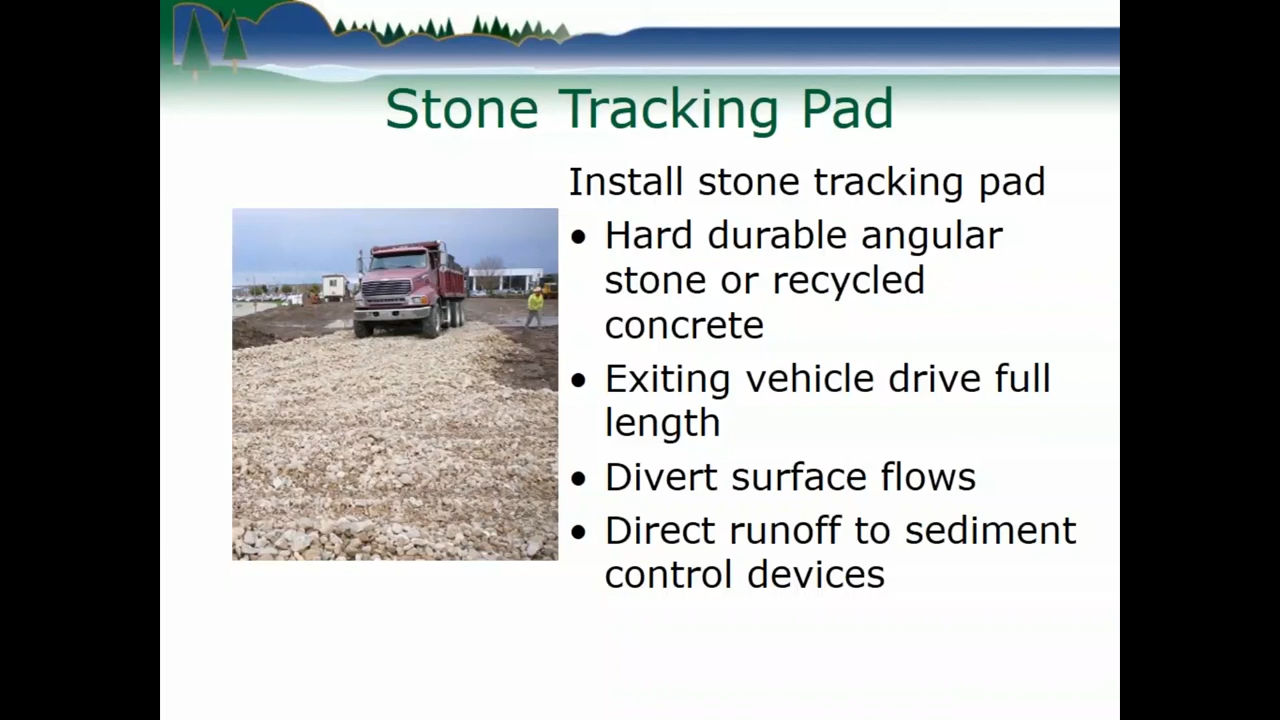 Stone Tracking Pad
Install stone tracking pad
• Hard durable angular
stone or recycled
concrete
• Exiting vehicle drive full
length
• Divert surface flows
• Direct runoff to sediment
control devices